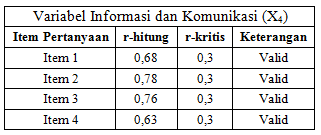 Variabel Informasi dan Komunikasi (X4)
Item Pertanyaan r-hitung r-kritis Keterangan
Item 1 0,68 0,3 Valid
Item 2 0,78 0,3 Valid
Item 3 0,76 0,3 Valid
Item 4 0,63 0,3 Valid